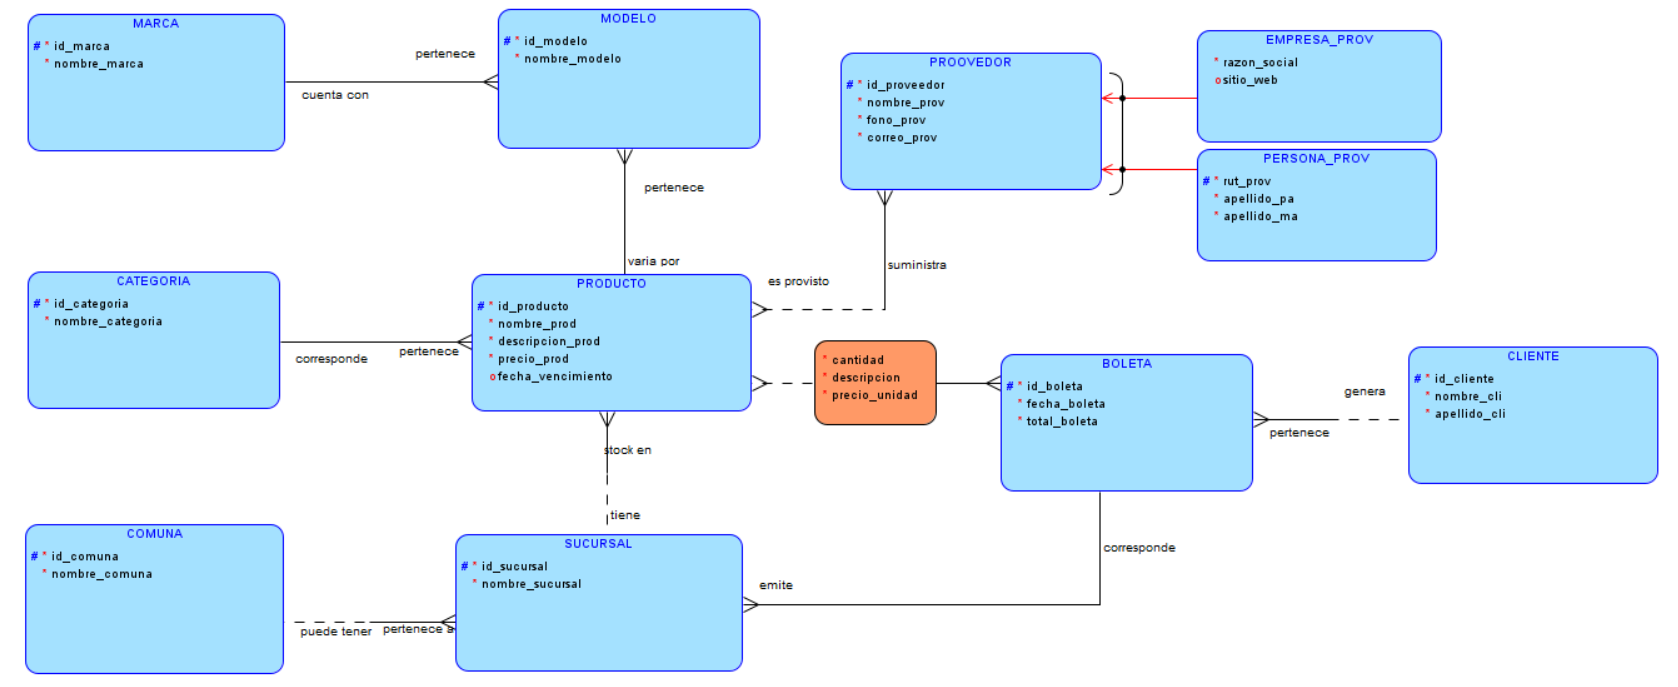 MARCA
# * id_marca
* nombre_marca
pertenece
cuenta con
MODELO
# * id_modelo
* nombre_modelo
pertenece
varia por
PROOVEDOR
# * id_proveedor
* nombre_prov
* fono_prov
* correo_prov
EMPRESA_PROV
* razon_social
o sitio_web
PERSONA_PROV
# * rut_prov
* apellido_pa
* apellido_ma
suministra
es provisto
CATEGORIA
# * id_categoria
* nombre_categoria
corresponde
pertenece
PRODUCTO
# * id_producto
* nombre_prod
* descripcion_prod
* precio_prod
o fecha_vencimiento
* cantidad
* descripcion
* precio_unidad
BOLETA
# * id_boleta
* fecha_boleta
* total_boleta
genera
pertenece
CLIENTE
# * id_cliente
* nombre_cli
* apellido_cli
stock en
tiene
COMUNA
# * id_comuna
* nombre_comuna
puede tener
pertenece a
SUCURSAL
# * id_sucursal
* nombre_sucursal
emite
corresponde